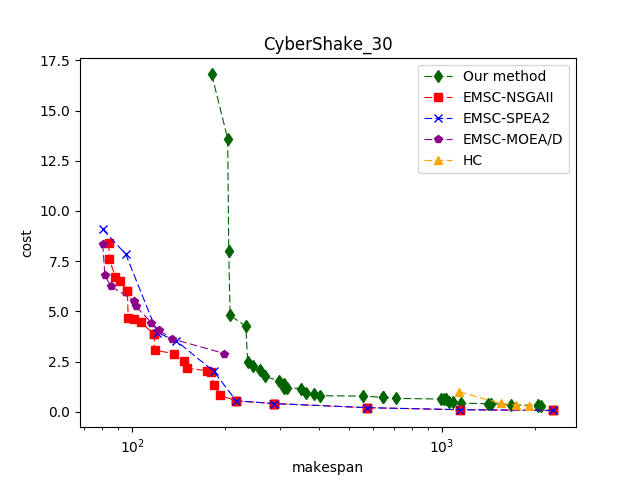 CyberShake_30
17.5
15.0
12.5
10.0
7.5
5.0
2.5
0.0
cost
Our method
EMSC-NSGAII
EMSC-SPEA2
EMSC-MOEA/D
HC
10²
10³
makespan